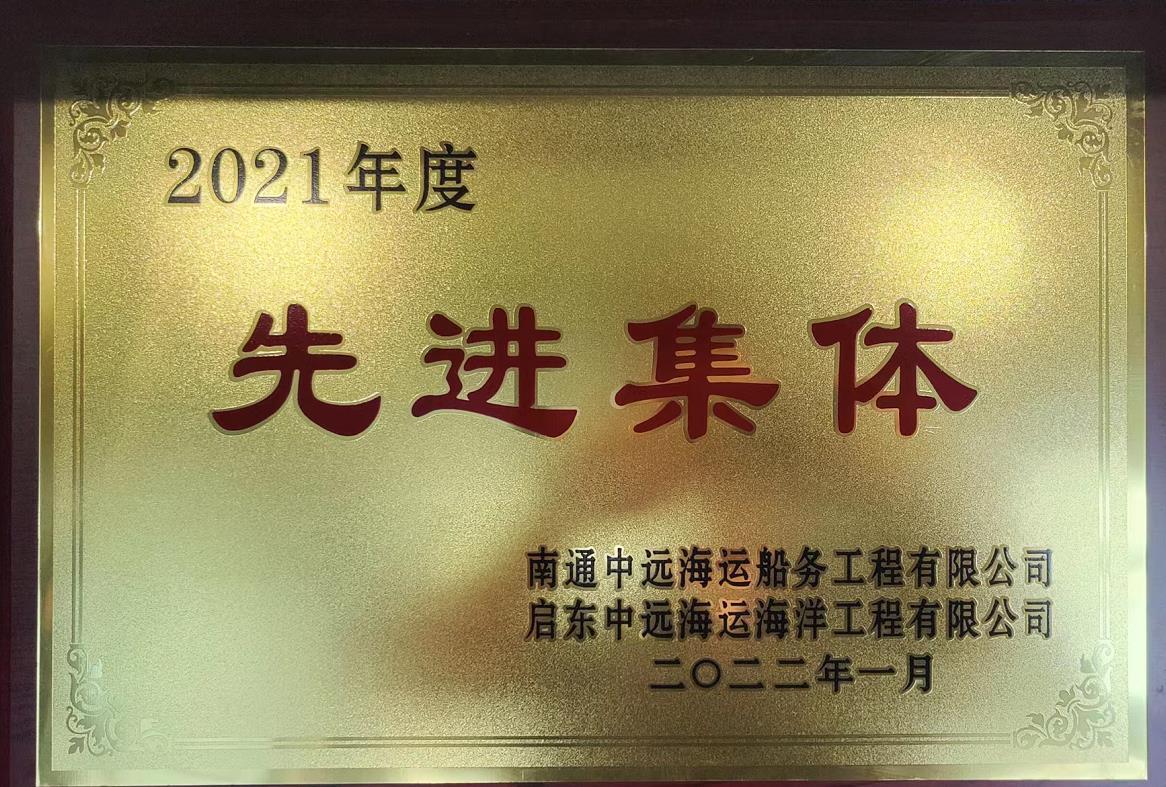 2021年度
先进集体
南通中远海运船务工程有限公司
启东中远海运海洋工程有限公司
二〇二二年一月